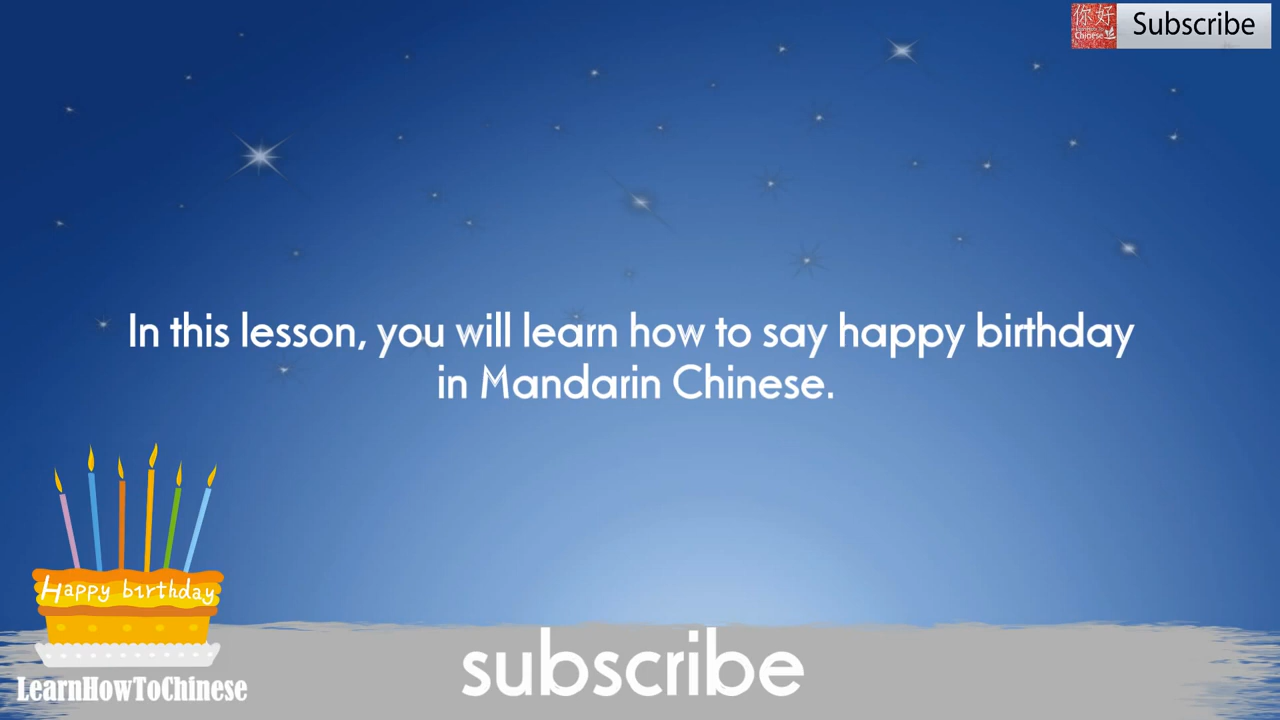 你好
Chinese
Subscribe
In this lesson, you will learn how to say happy birthday
in Mandarin Chinese.
Happy birthday
subscribe
LearnHowToChinese